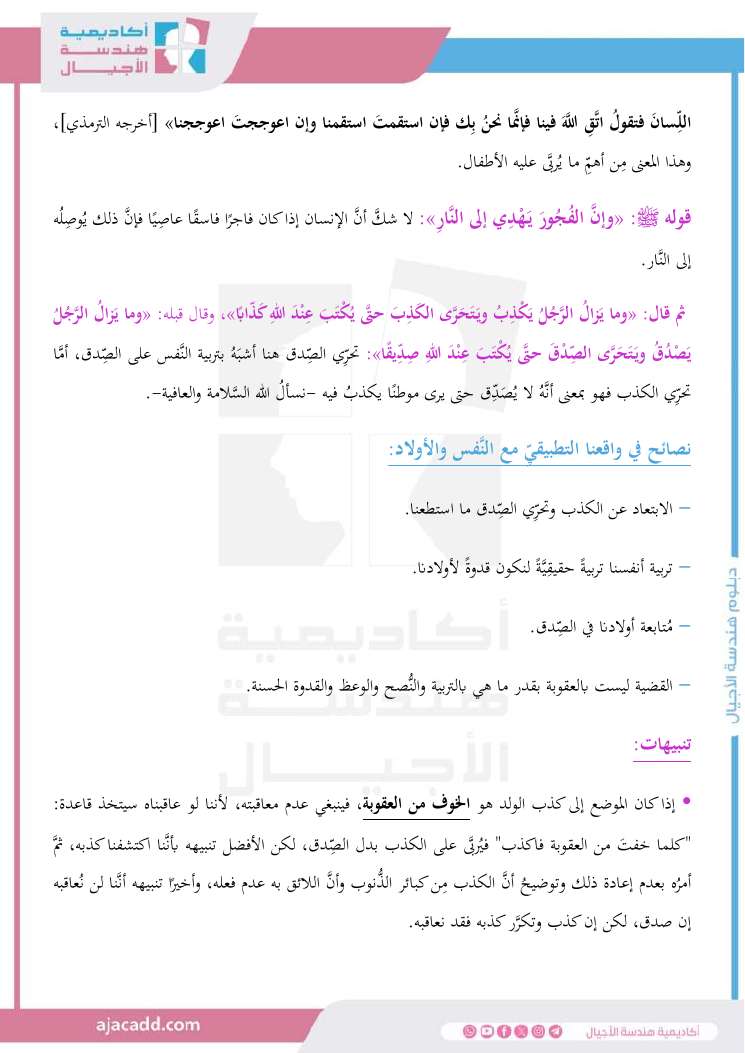 أكاديمية
هندسة
الأجيال
اللِّسانَ فتقولُ اتَّقِ اللَّهَ فينا فإنَّما نحنُ بِك فإن استقمتَ استقمنا وإن اعوججتَ اعوججنا» [أخرجه الترمذي]،
وهذا المعنى مِن أهمِّ ما يُربَّى عليه الأطفال.
قوله ﷺ: «وإنَّ الفُجُورَ يَهْدِي إلى النَّارِ»: لا شكَّ أنَّ الإنسان إذا كان فاجرًا فاسقًا عاصيًا فإنَّ ذلك يُوصِلُه
إلى النَّار.
ثم قال: «وما يَزالُ الرَّجُلُ يَكْذِبُ ويَتَحَرَّى الكَذِبَ حتَّى يُكْتَبَ عِنْدَ اللهِ كَذّابًا»، وقال قبله: «وما يَزالُ الرَّجُلُ
يَصْدُقُ ويَتَحَرَّى الصِّدْقَ حتَّى يُكْتَبَ عِنْدَ اللهِ صِدِّيقًا»: تحرِّي الصِّدق هنا أشبَهُ بتربية النَّفس على الصِّدق، أمَّا
تحرِّي الكذب فهو بمعنى أنَّهُ لا يُصَدِّق حتى يرى موطنًا يكذبُ فيه –نسألُ الله السَّلامة والعافية–.
نصائح في واقعنا التطبيقيّ مع النَّفس والأولاد:
– الابتعاد عن الكذب وتحرِّي الصِّدق ما استطعنا.
– تربية أنفسنا تربيةً حقيقِيَّةً لنكون قدوةً لأولادنا.
– مُتابعة أولادنا في الصِّدق.
– القضية ليست بالعقوبة بقدر ما هي بالتربية والنُّصح والوعظ والقدوة الحسنة.
تنبيهات:
• إذا كان الموضع إلى كذب الولد هو الخوف من العقوبة، فينبغي عدم معاقبته، لأننا لو عاقبناه سيتخذ قاعدة:
"كلما خفتَ من العقوبة فاكذب" فيُربَّى على الكذب بدل الصِّدق، لكن الأفضل تنبيهه بأنَّنا اكتشفنا كذبه، ثمَّ
أمرُه بعدم إعادة ذلك وتوضيحُ أنَّ الكذب مِن كبائر الذُّنوب وأنَّ اللائق به عدم فعله، وأخيرًا تنبيهه أنَّنا لن نُعاقبه
إن صدق، لكن إن كذب وتكرَّر كذبه فقد نعاقبه.
دبلوم هندسة الأجيال
أكاديمية
هندسة
الأجيال
أكاديمية هندسة الأجيال
ajacadd.com